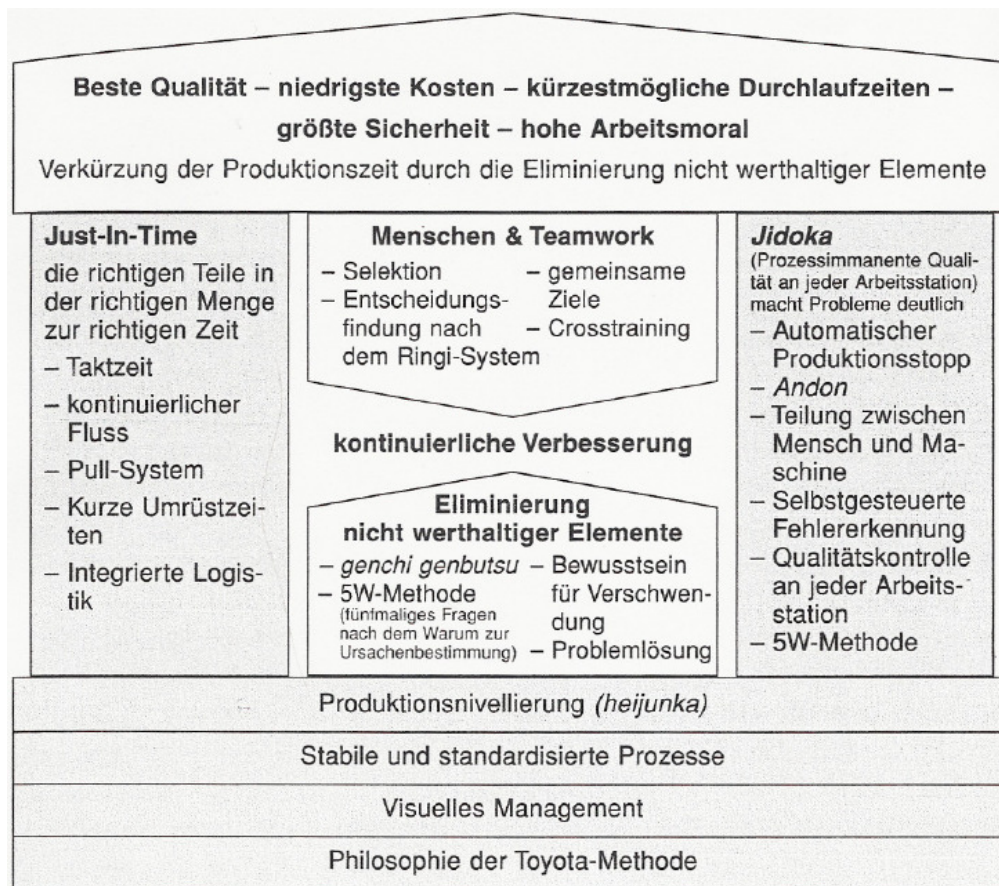 Beste Qualität – niedrigste Kosten – kürzestmögliche Durchlaufzeiten –
größte Sicherheit – hohe Arbeitsmoral
Verkürzung der Produktionszeit durch die Eliminierung nicht werthaltiger Elemente
Just-In-Time
die richtigen Teile in
der richtigen Menge
zur richtigen Zeit
– Taktzeit
– kontinuierlicher
Fluss
– Pull-System
– Kurze Umrüstzei-
ten
– Integrierte Logis-
tik
Menschen & Teamwork
– Selektion
– Entscheidungs-
findung nach
dem Ringi-System
– gemeinsame
Ziele
– Crosstraining
kontinuierliche Verbesserung
Eliminierung
nicht werthaltiger Elemente
– genchi genbutsu
– 5W-Methode
(fünfmaliges Fragen
nach dem Warum zur
Ursachenbestimmung)
– Bewusstsein
für Verschwen-
dung
– Problemlösung
Jidoka
(Prozessimmanente Quali-
tät an jeder Arbeitsstation)
macht Probleme deutlich
– Automatischer
Produktionsstopp
– Andon
– Teilung zwischen
Mensch und Ma-
schine
– Selbstgesteuerte
Fehlererkennung
– Qualitätskontrolle
an jeder Arbeits-
station
– 5W-Methode
Produktionsnivellierung (heijunka)
Stabile und standardisierte Prozesse
Visuelles Management
Philosophie der Toyota-Methode